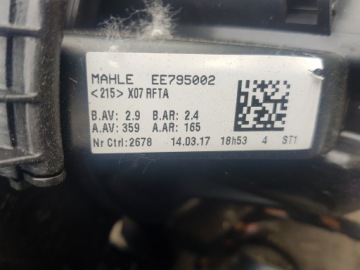 MAHLE EE795002
<215> X07 RFTA
B.AV: 2.9 B.AR: 2.4
A.AV: 359 A.AR: 165
Nr Ctrl:2678 14.03.17 18h53 4 ST1